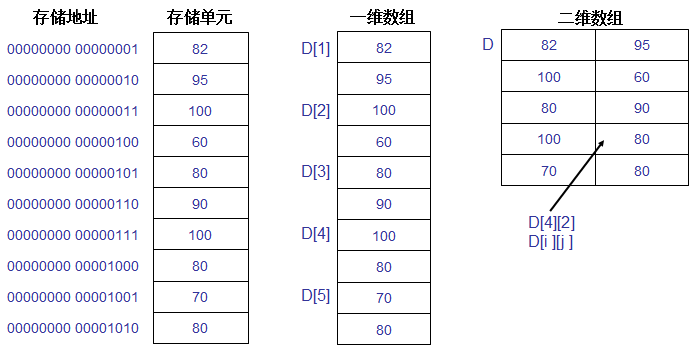 存储地址 存储单元 一维数组 二维数组
00000000 00000001 82 D[1] 82 D 82 95
00000000 00000010 95 95 100 60
00000000 00000011 100 D[2] 100 80 90
00000000 00000100 60 60 100 80
00000000 00000101 80 D[3] 80 70 80
00000000 00000110 90 90
D[4][2]
00000000 00000111 100 D[4] 100
D[i ][j ]
00000000 00001000 80 80
00000000 00001001 70 D[5] 70
00000000 00001010 80 80